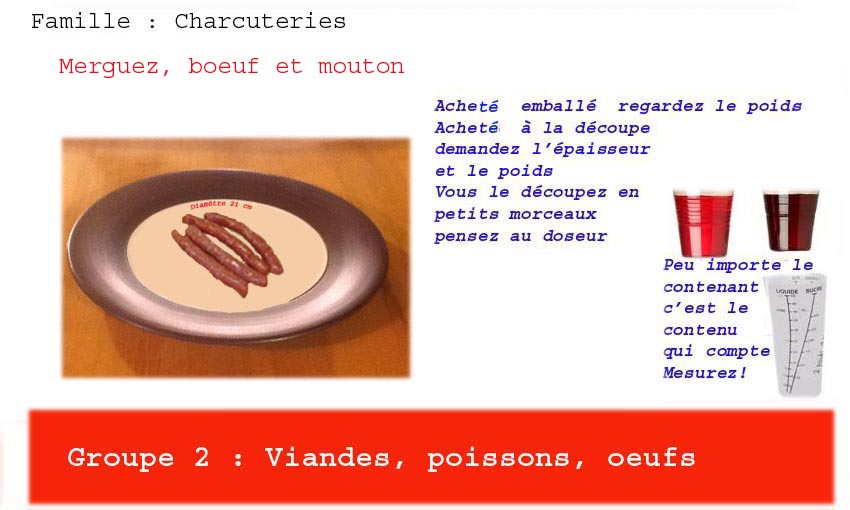 Famille : Charcuteries
Merguez, boeuf et mouton
Acheté emballé regardez le poids
Acheté à la découpe
demandez l'épaisseur
et le poids
Vous le découpez en
petits morceaux
pensez au doseur
Diamètre 21 cm
Peu importe le
contenant
c'est le
contenu
qui compte
Mesurez!
LIQUIDE SUCRE
Groupe 2 : Viandes, poissons, oeufs